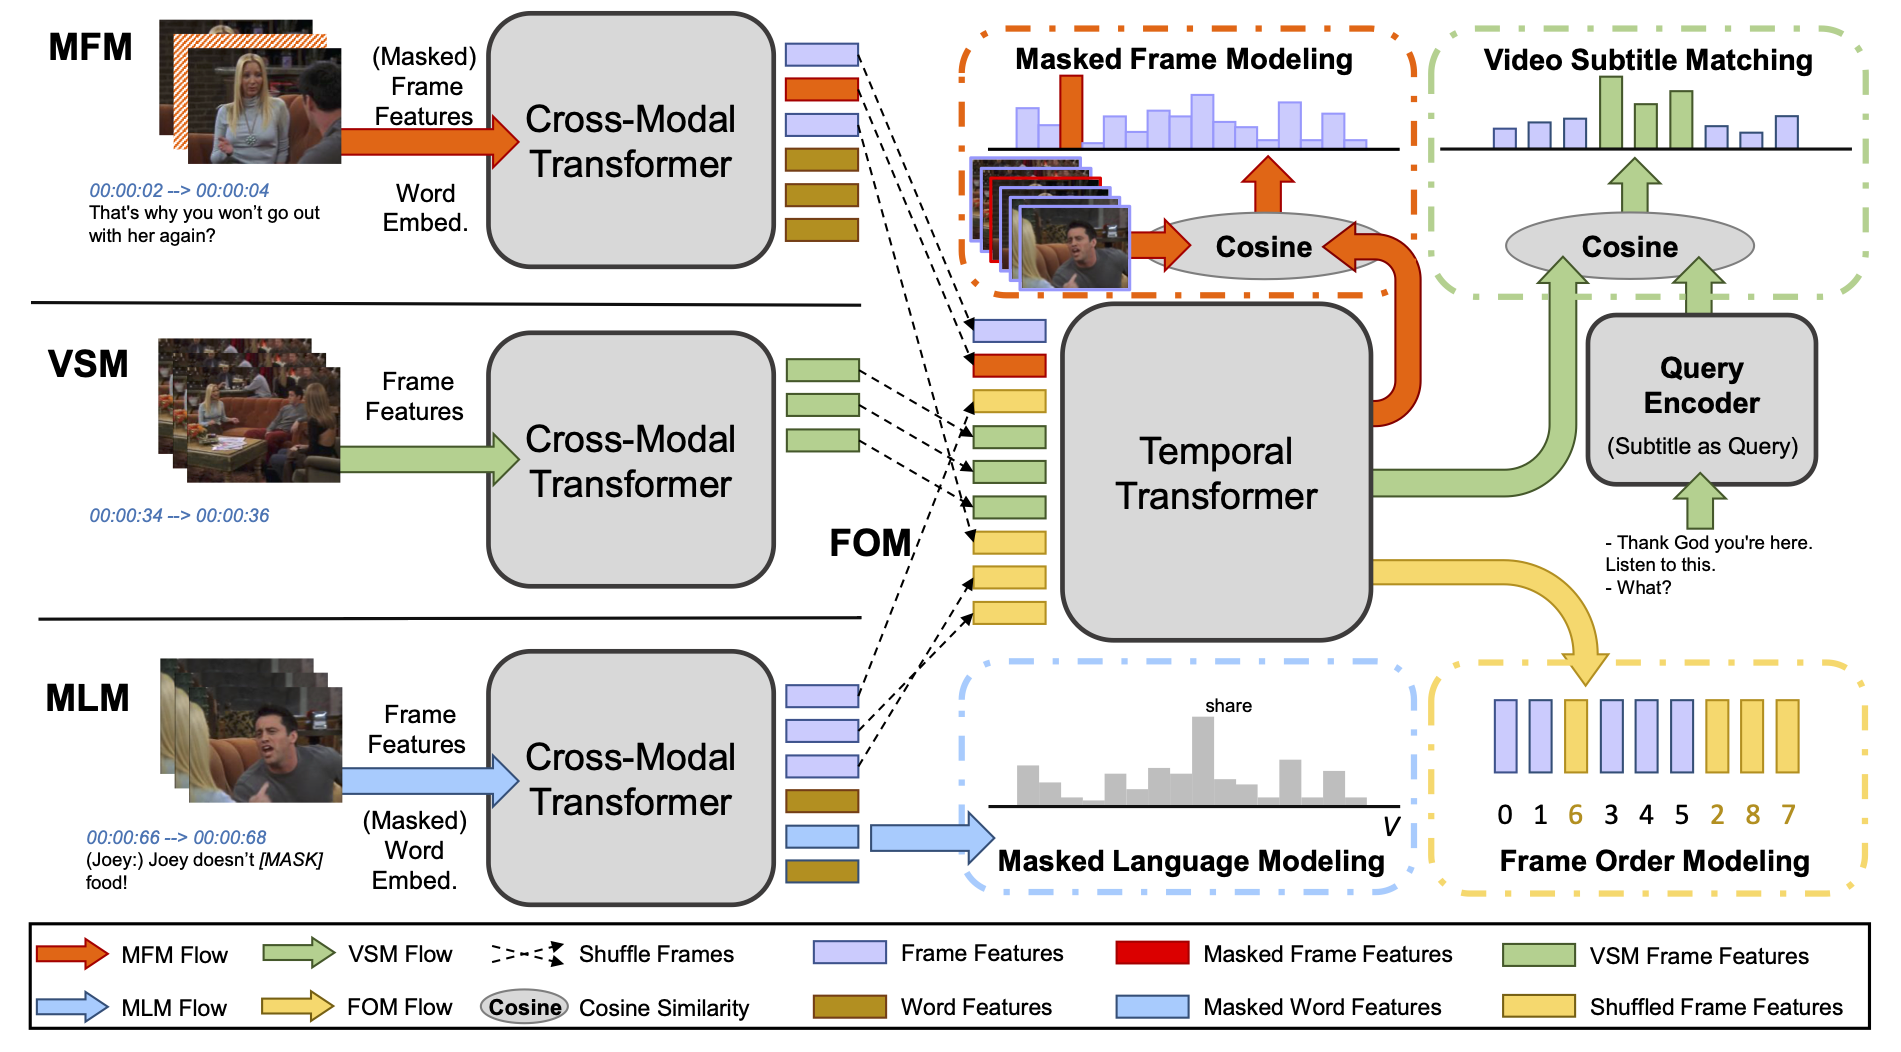 MFM
(Masked)
Frame
Features
Word
Embed.
00:00:02 --> 00:00:04
That's why you won't go out
with her again?
Cross-Modal
Transformer
VSM
Frame
Features
00:00:34 --> 00:00:36
Cross-Modal
Transformer
MLM
Frame
Features
(Masked)
Word
Embed.
00:00:66 --> 00:00:68
(Joey:) Joey doesn't [MASK]
food!
Cross-Modal
Transformer
FOM
Masked Frame Modeling
Cosine
Video Subtitle Matching
Cosine
Temporal
Transformer
Query
Encoder
(Subtitle as Query)
- Thank God you're here.
Listen to this.
- What?
share
V
Masked Language Modeling
0 1 6 3 4 5 2 8 7
Frame Order Modeling
MFM Flow
VSM Flow
Shuffle Frames
Frame Features
Masked Frame Features
VSM Frame Features
MLM Flow
FOM Flow
Cosine
Cosine Similarity
Word Features
Masked Word Features
Shuffled Frame Features